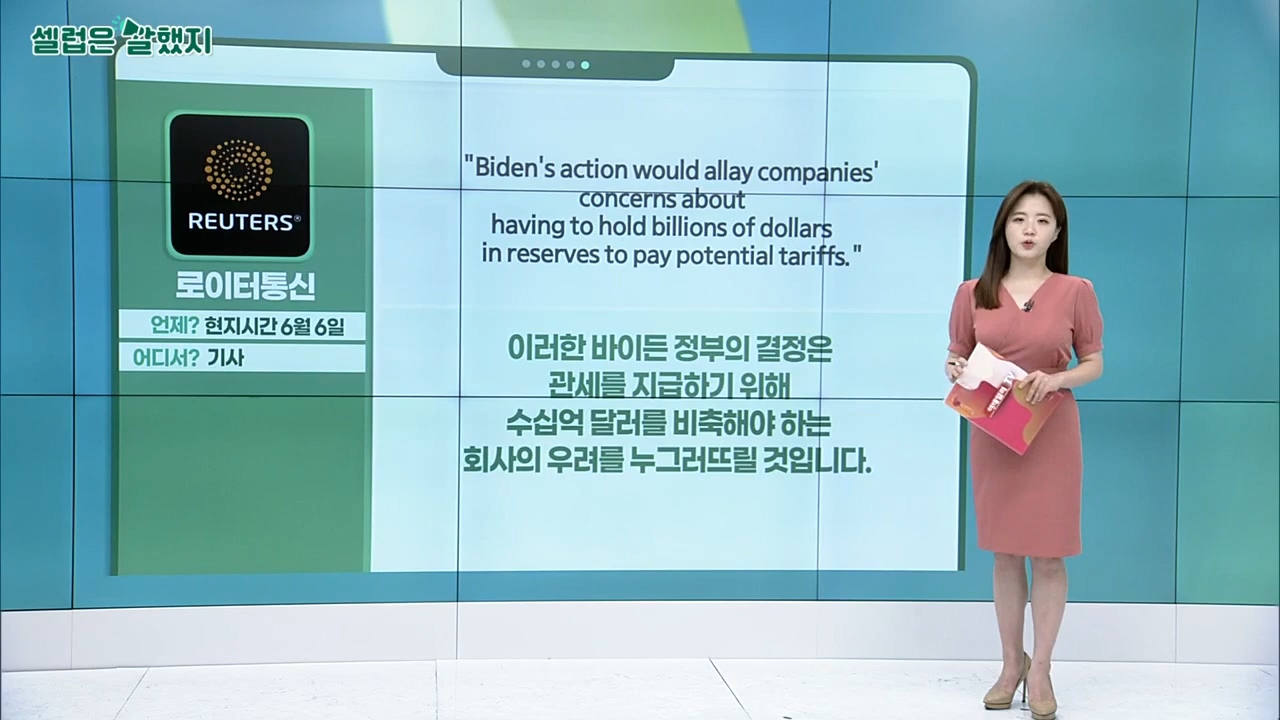 셀럽은 말했지
REUTERS®
로이터통신
언제? 현지시간 6월 6일
어디서? 기사
"Biden's action would allay companies'
concerns about
having to hold billions of dollars
in reserves to pay potential tariffs."
이러한 바이든 정부의 결정은
관세를 지급하기 위해
수십억 달러를 비축해야 하는
회사의 우려를 누그러뜨릴 것입니다.